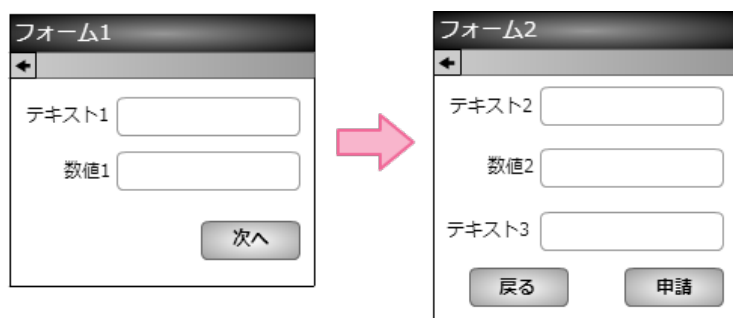 フォーム1
テキスト1
数値1
次へ
フォーム2
テキスト2
数値2
テキスト3
戻る
申請